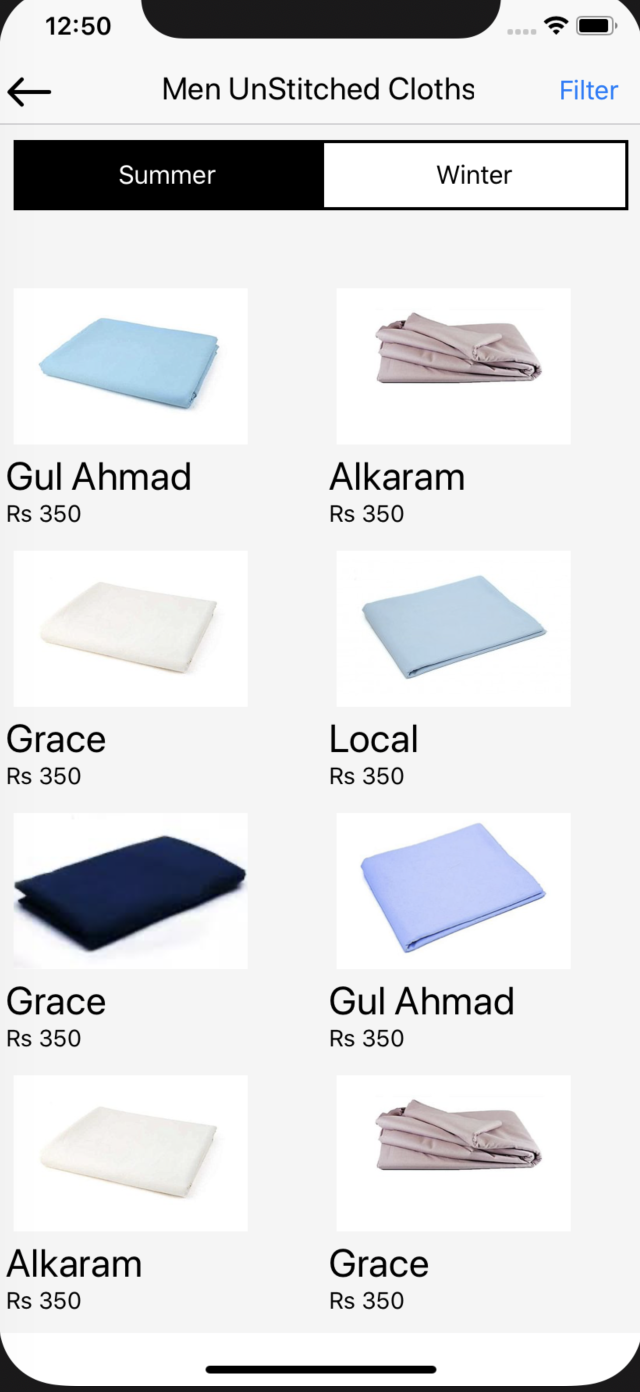 12:50
Men UnStitched Cloths
Filter
Summer
Winter
Gul Ahmad
Rs 350
Alkaram
Rs 350
Grace
Rs 350
Local
Rs 350
Grace
Rs 350
Gul Ahmad
Rs 350
Alkaram
Rs 350
Grace
Rs 350